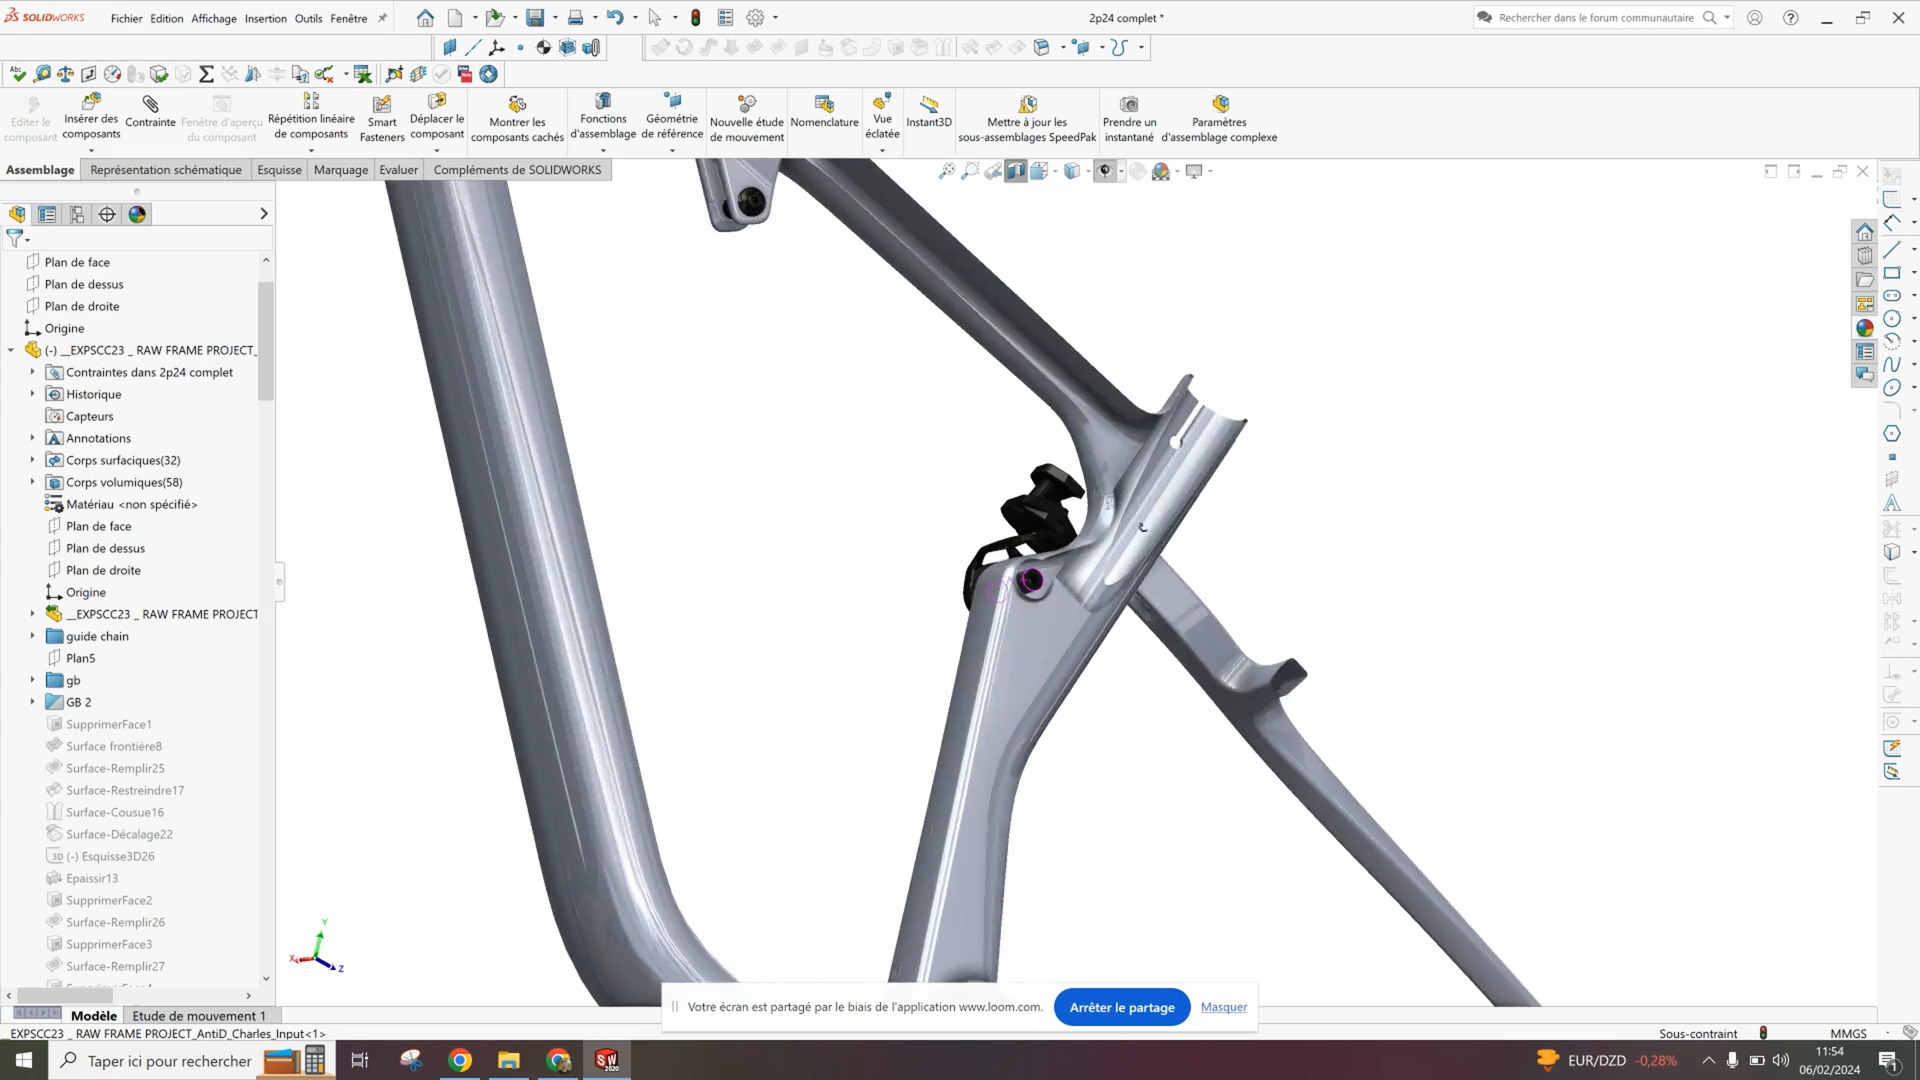 SOLIDWORKS Fichier Edition Affichage Insertion Outils Fenêtre 2p24 complet * Rechercher dans le forum communautaire
Editer le composant
Insérer des composants
Contrainte
Fenêtre d'aperçu du composant
Répétition linéaire de composants
Smart Fasteners
Déplacer le composant
Montrer les composants cachés
Fonctions d'assemblage
Géométrie de référence
Nouvelle étude de mouvement
Nomenclature
Vue éclatée
Instant3D
Mettre à jour les sous-assemblages SpeedPak
Prendre un instantané
Paramètres d'assemblage complexe
Assemblage Représentation schématique Esquisse Marquage Evaluer Compléments de SOLIDWORKS
Plan de face
Plan de dessus
Plan de droite
Origine
(-) __EXPSCC23 _ RAW FRAME PROJECT_
Contraintes dans 2p24 complet
Historique
Capteurs
Annotations
Corps surfaciques(32)
Corps volumiques(58)
Matériau <non spécifié>
Plan de face
Plan de dessus
Plan de droite
Origine
__EXPSCC23 _ RAW FRAME PROJECT
guide chain
Plan5
gb
GB 2
SupprimerFace1
Surface frontière8
Surface-Remplir25
Surface-Restreindre17
Surface-Cousue16
Surface-Décalage22
3D (-) Esquisse3D26
Epaissir13
SupprimerFace2
Surface-Remplir26
SupprimerFace3
Surface-Remplir27
Y
X
Z
Votre écran est partagé par le biais de l'application www.loom.com. Arrêter le partage Masquer
Modèle Etude de mouvement 1
EXPSCC23 _ RAW FRAME PROJECT_AntiD_Charles_Input<1> Sous-contraint MMGS
Taper ici pour rechercher
SW
2020
EUR/DZD -0,28%
11:54
06/02/2024
1